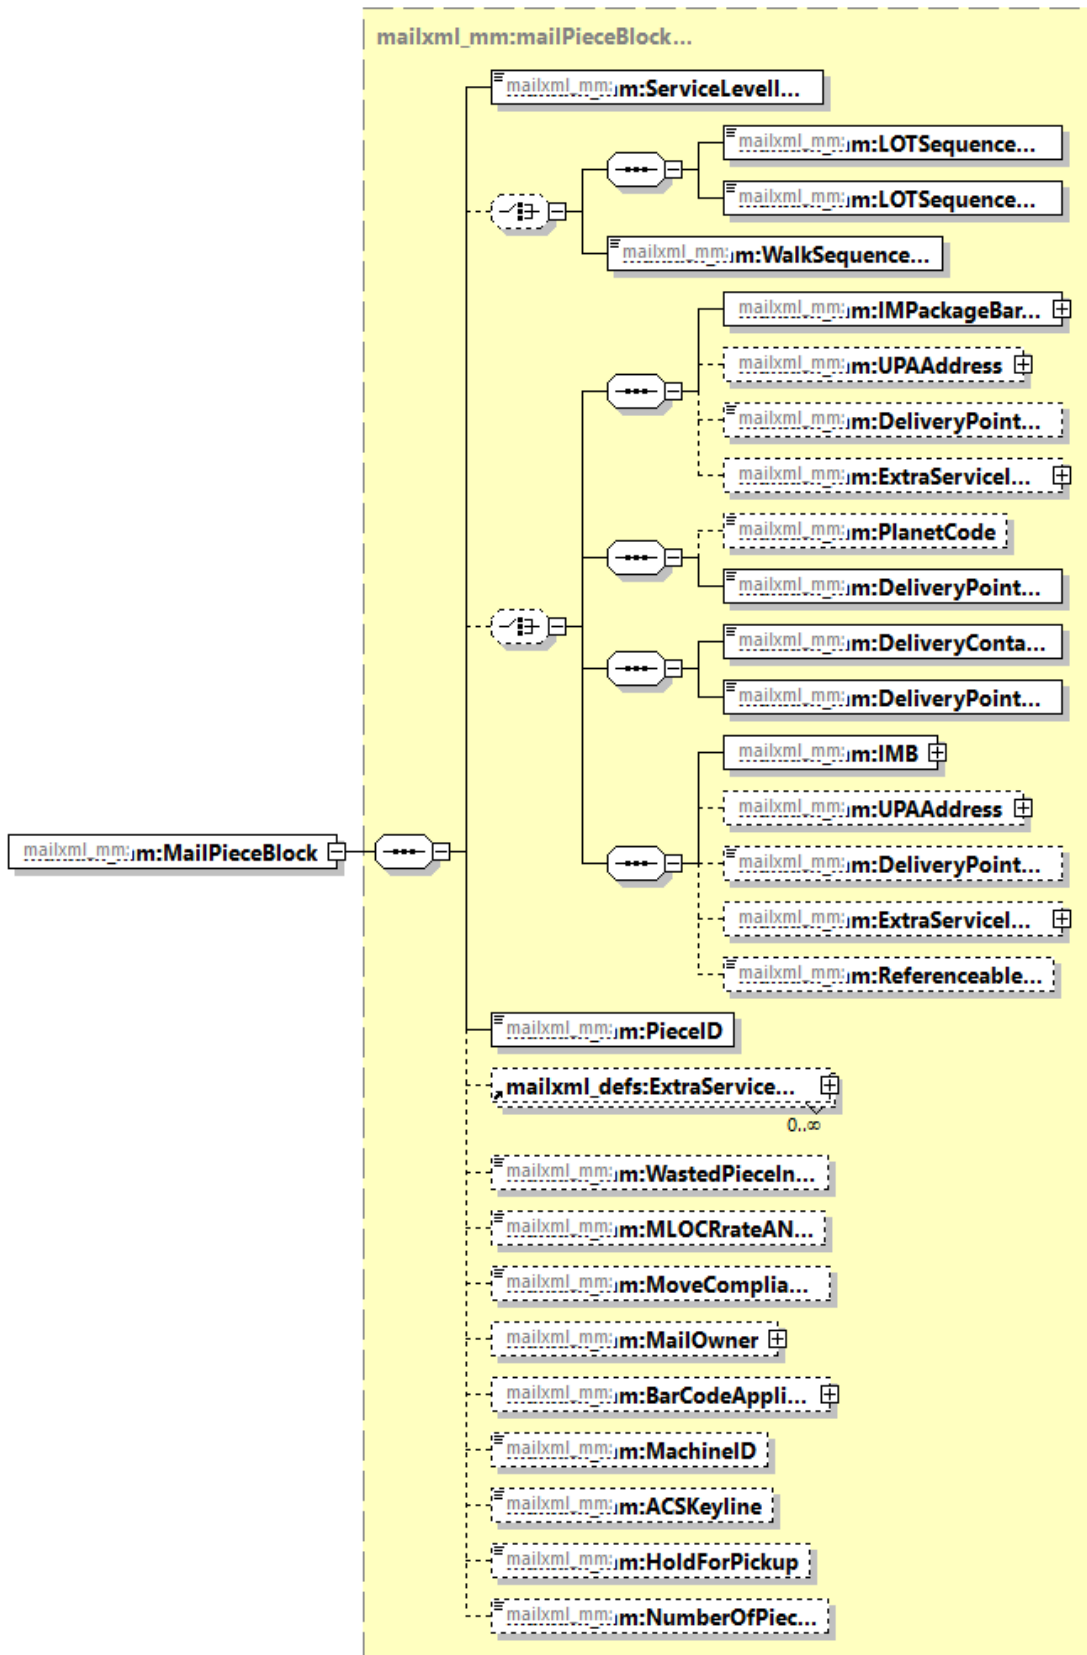 mailxml_mm:mailPieceBlock...
mailxml_mm:m:ServiceLevelI...
mailxml_mm:m:LOTSequence...
mailxml_mm:m:LOTSequence...
mailxml_mm:m:WalkSequence...
mailxml_mm:m:IMPackageBar...
mailxml_mm:m:UPAAddress
mailxml_mm:m:DeliveryPoint...
mailxml_mm:m:ExtraServiceI...
mailxml_mm:m:PlanetCode
mailxml_mm:m:DeliveryPoint...
mailxml_mm:m:DeliveryConta...
mailxml_mm:m:DeliveryPoint...
mailxml_mm:m:IMB
mailxml_mm:m:UPAAddress
mailxml_mm:m:MailPieceBlock
mailxml_mm:m:DeliveryPoint...
mailxml_mm:m:ExtraServiceI...
mailxml_mm:m:Referenceable...
mailxml_mm:m:PieceID
mailxml_defs:ExtraService...
0..∞
mailxml_mm:m:WastedPieceIn...
mailxml_mm:m:MLOCRrateAN...
mailxml_mm:m:MoveComplia...
mailxml_mm:m:MailOwner
mailxml_mm:m:BarCodeAppli...
mailxml_mm:m:MachineID
mailxml_mm:m:ACSKeyline
mailxml_mm:m:HoldForPickup
mailxml_mm:m:NumberOfPiec...